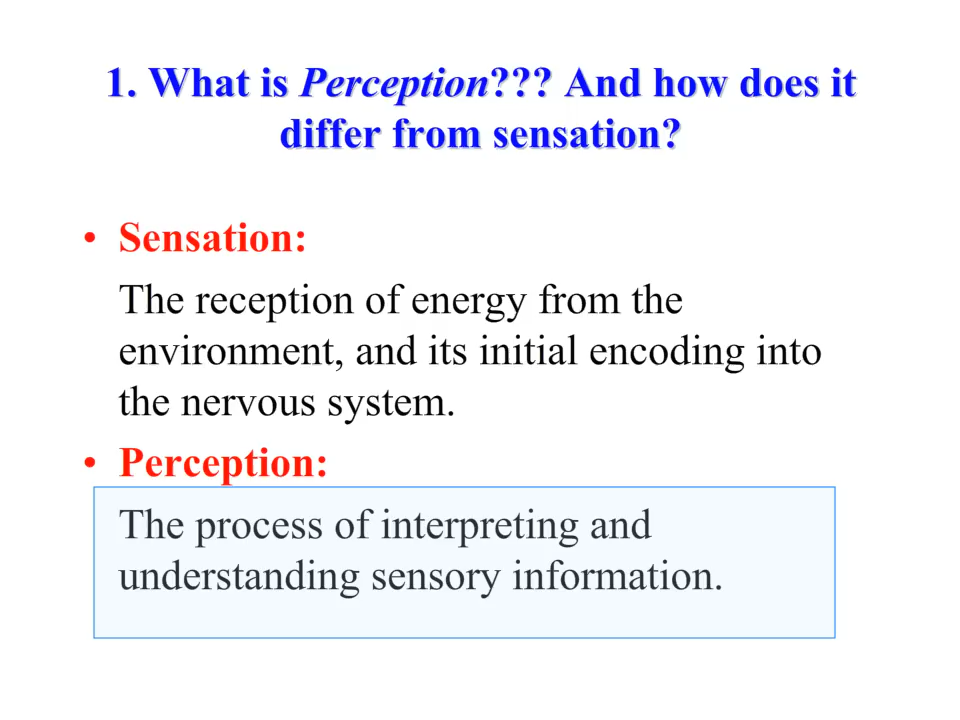 1. What is Perception??? And how does it
differ from sensation?
• Sensation:
The reception of energy from the
environment, and its initial encoding into
the nervous system.
• Perception:
The process of interpreting and
understanding sensory information.